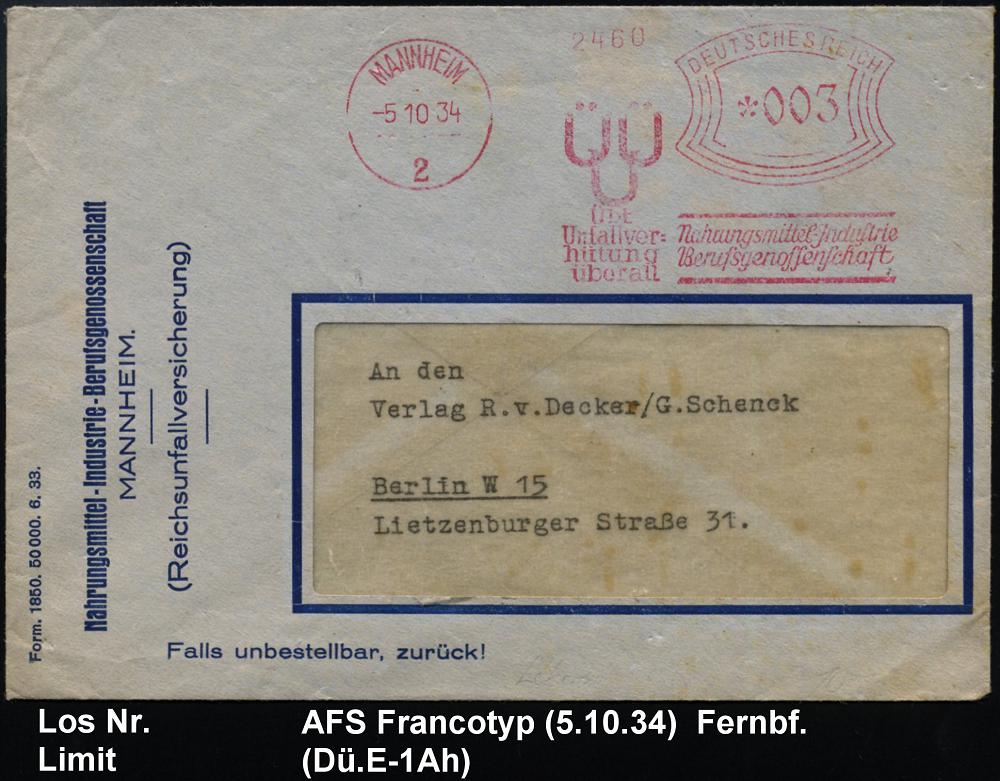 MANNHEIM
-5 10 34
2
2460
DEUTSCHES REICH
*003
ÜÜ
U
Übt
Unfallver=
hütung
überall
Nahrungsmittel-Industrie
Berufsgenossenschaft
Nahrungsmittel-Industrie-Berufsgenossenschaft
MANNHEIM.
(Reichsunfallversicherung)
Form. 1850. 50000. 6. 33.
An den
Verlag R.v.Decker/G.Schenck
Berlin W 15
Lietzenburger Straße 31.
Falls unbestellbar, zurück!
Los Nr. AFS Francotyp (5.10.34) Fernbf.
Limit (Dü.E-1Ah)